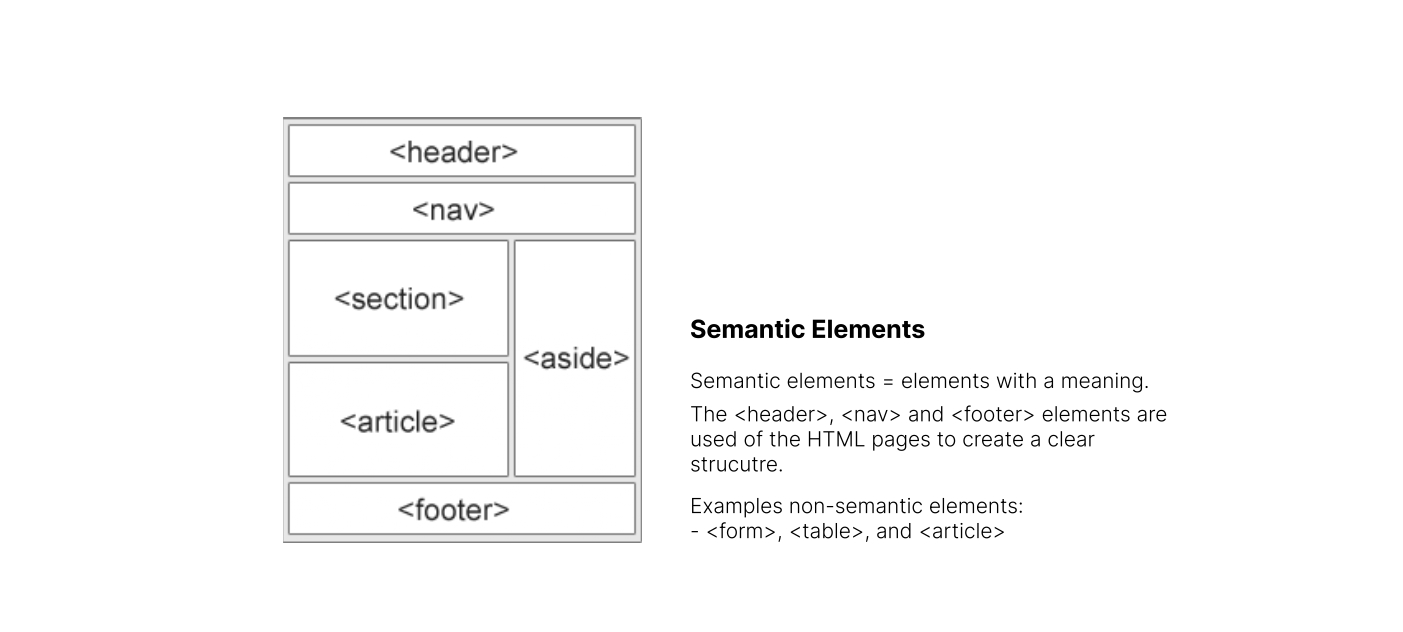 <header>
<nav>
<section>
<aside>
<article>
<footer>
Semantic Elements
Semantic elements = elements with a meaning.
The <header>, <nav> and <footer> elements are
used of the HTML pages to create a clear
strucutre.
Examples non-semantic elements:
- <form>, <table>, and <article>